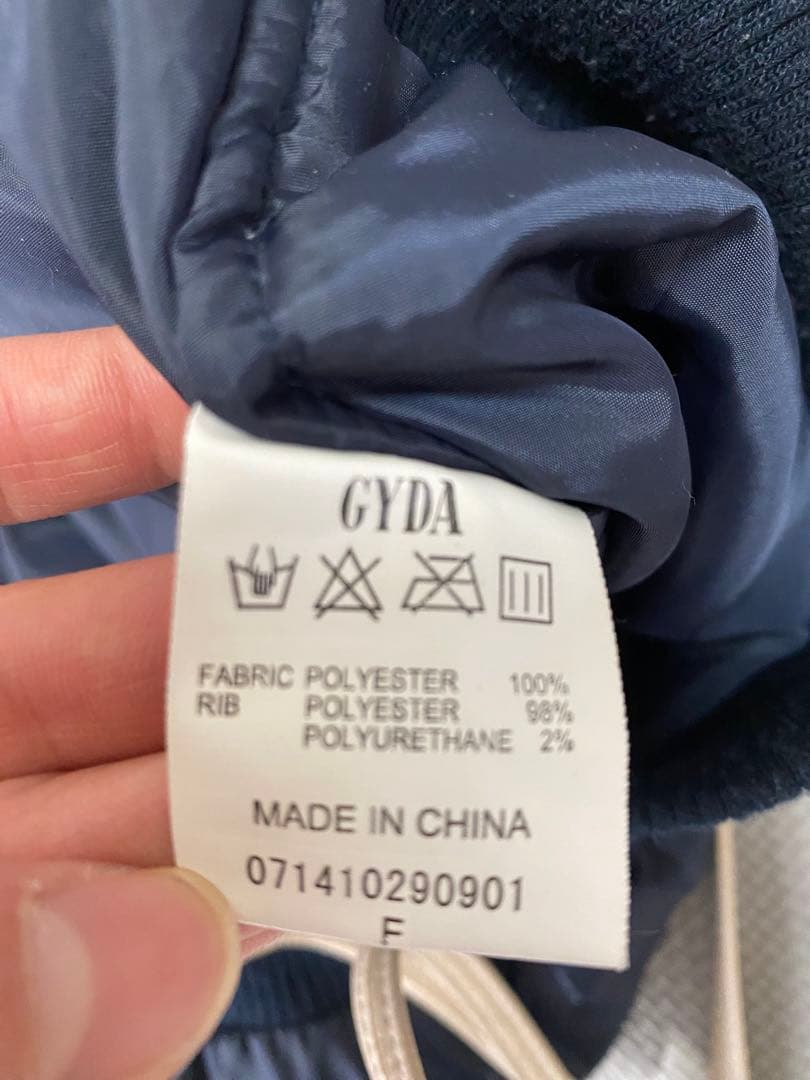 GYDA
FABRIC POLYESTER 100%
RIB POLYESTER 98%
POLYURETHANE 2%
MADE IN CHINA
071410290901
F